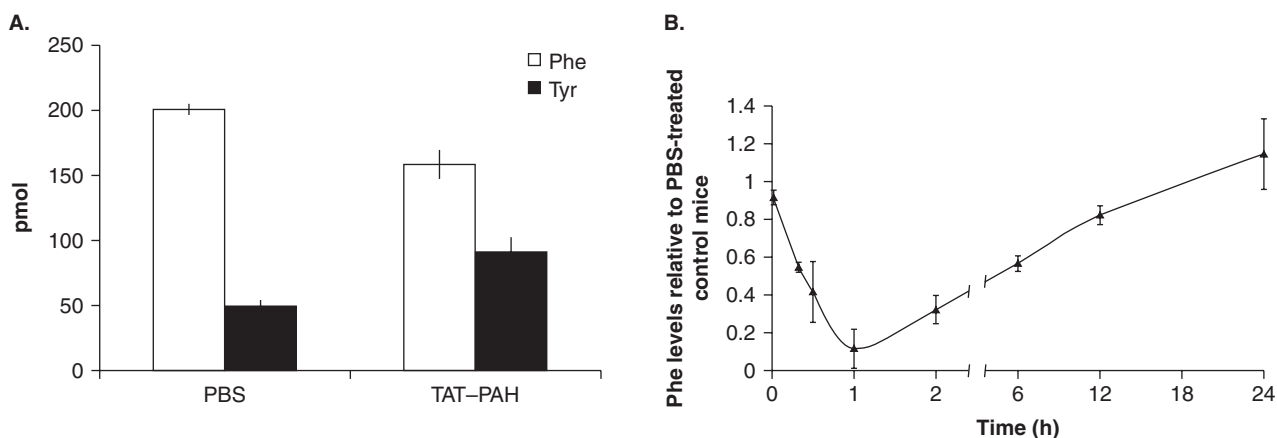 A.
250
200
150
100
50
0
pmol
Phe
Tyr
PBS
TAT–PAH
B.
Phe levels relative to PBS-treated
control mice
1.4
1.2
1
0.8
0.6
0.4
0.2
0
0
1
2
6
12
18
24
Time (h)